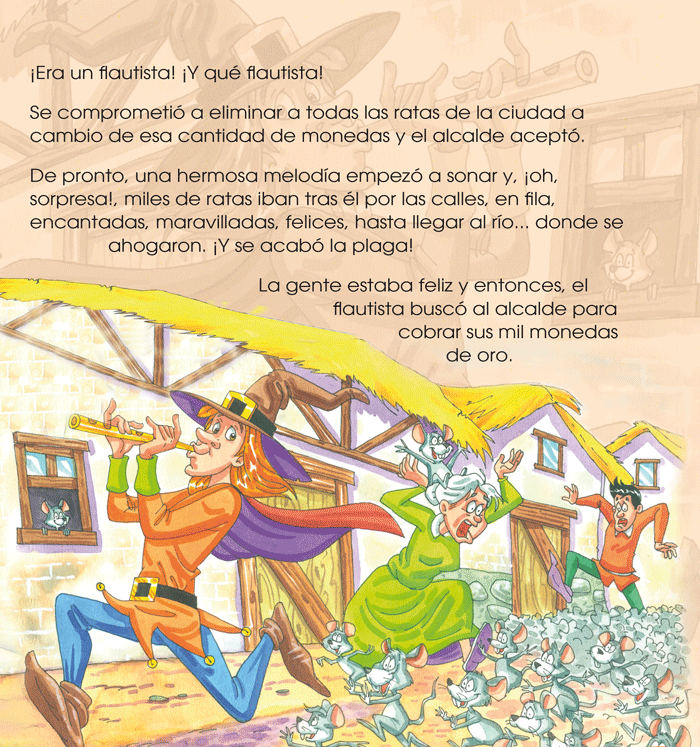 ¡Era un flautista! ¡Y qué flautista!
Se comprometió a eliminar a todas las ratas de la ciudad a
cambio de esa cantidad de monedas y el alcalde aceptó.
De pronto, una hermosa melodía empezó a sonar y, ¡oh,
sorpresa!, miles de ratas iban tras él por las calles, en fila,
encantadas, maravilladas, felices, hasta llegar al río... donde se
ahogaron. ¡Y se acabó la plaga!
La gente estaba feliz y entonces, el
flautista buscó al alcalde para
cobrar sus mil monedas
de oro.